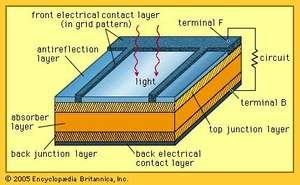 front electrical contact layer
(in grid pattern)
terminal F
antireflection
layer
circuit
light
terminal B
absorber
layer
top junction layer
back junction layer
back electrical
contact layer
© 2005 Encyclopædia Britannica, Inc.